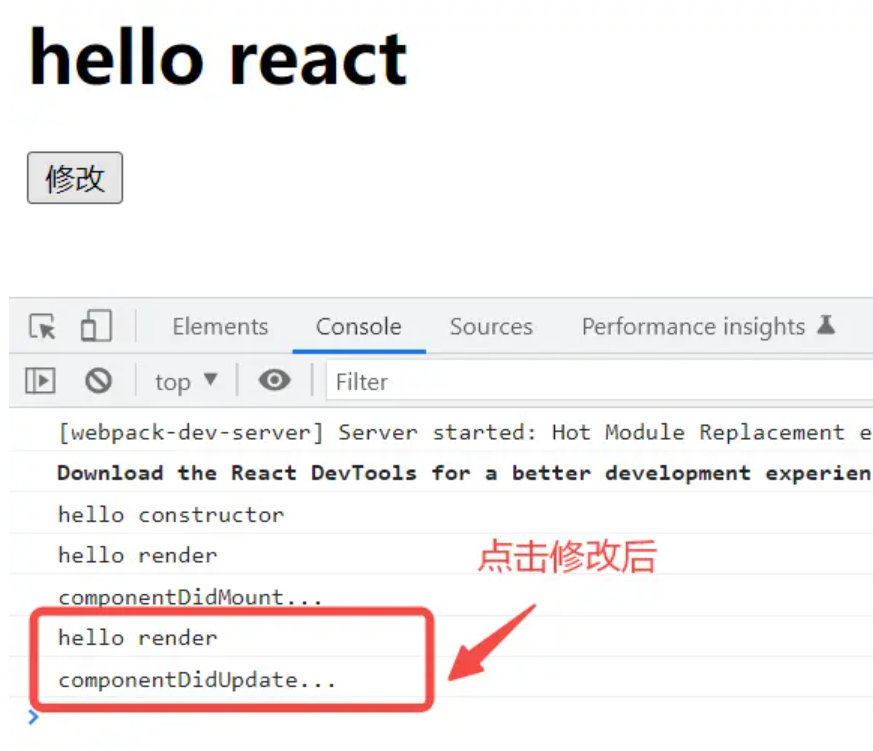 hello react
修改
Elements Console Sources Performance insights
top Filter
[webpack-dev-server] Server started: Hot Module Replacement e
Download the React DevTools for a better development experien
hello constructor
hello render
点击修改后
componentDidMount...
hello render
componentDidUpdate...